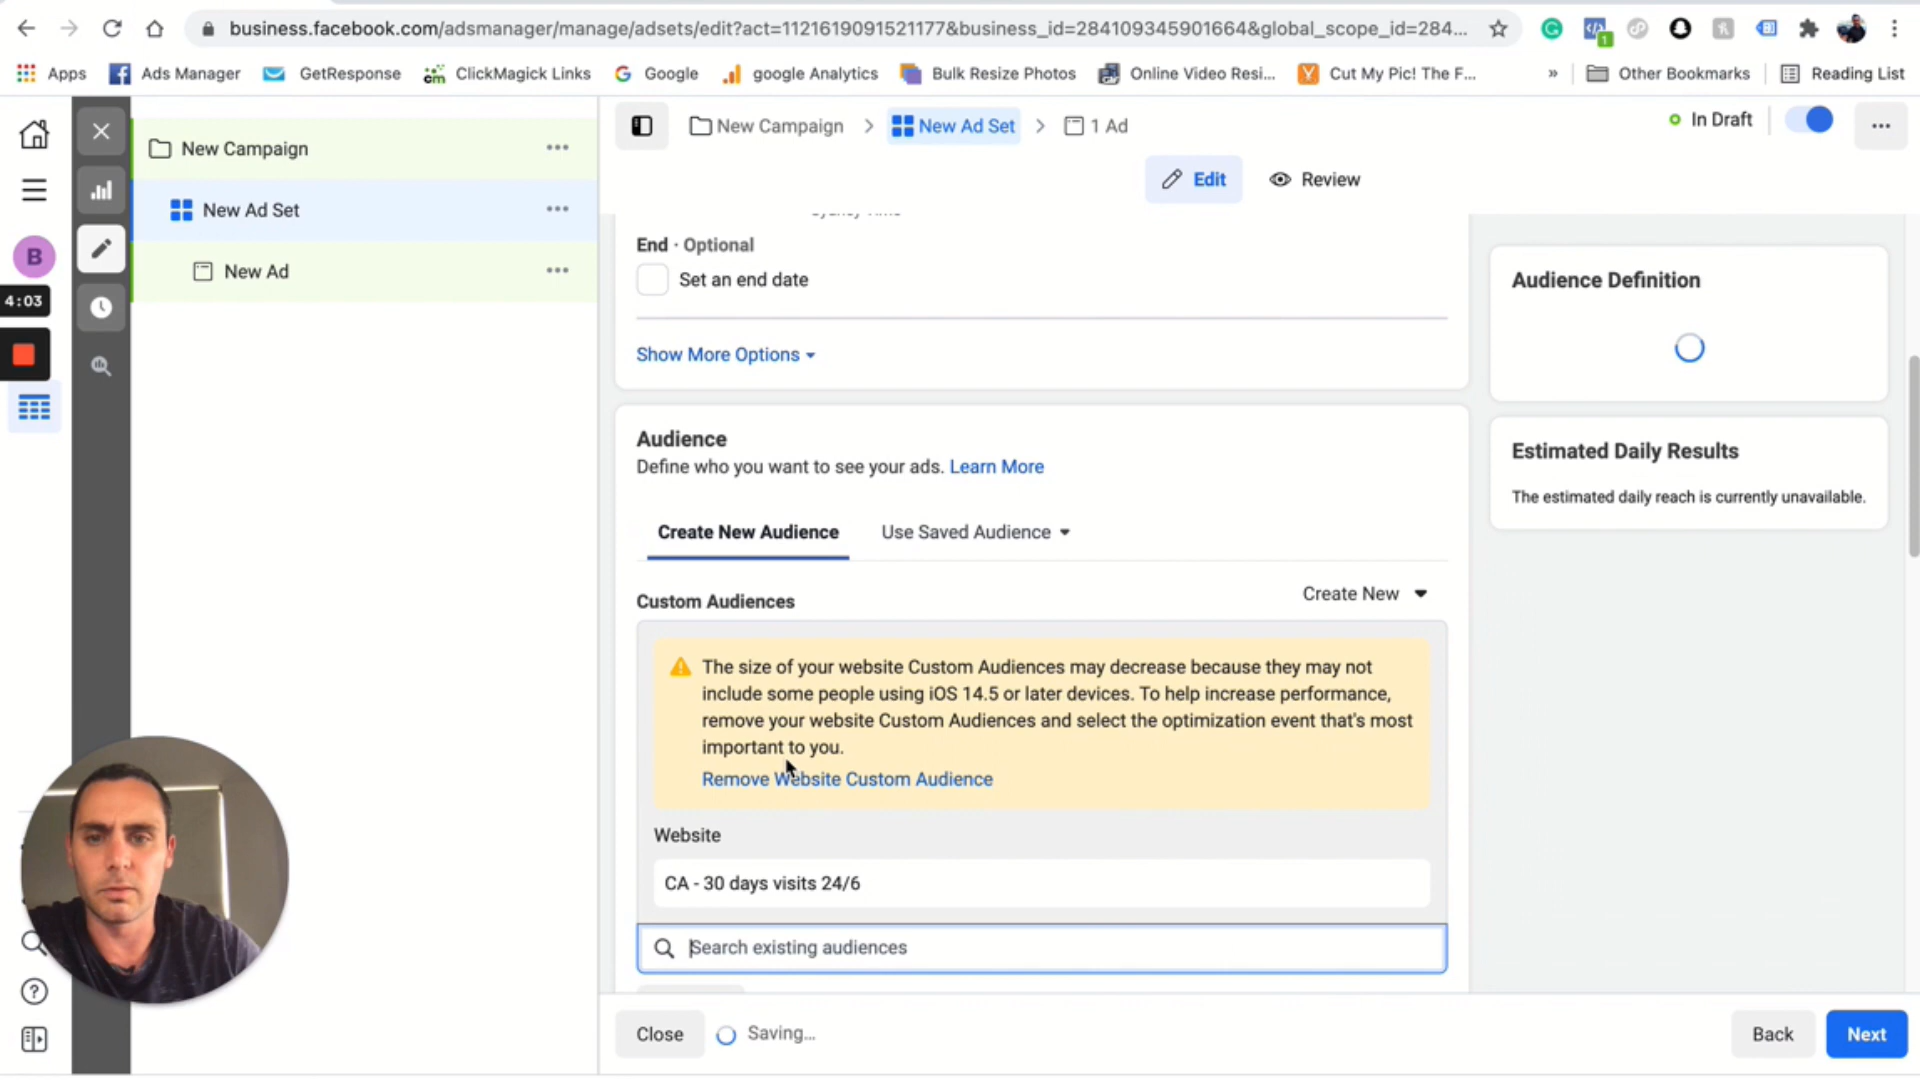 business.facebook.com/adsmanager/manage/adsets/edit?act=1121619091521177&business_id=284109345901664&global_scope_id=284...
1
Apps
Ads Manager
GetResponse
cm
ClickMagick Links
Google
google Analytics
Bulk Resize Photos
Online Video Resi...
Cut My Pic! The F...
»
Other Bookmarks
Reading List
New Campaign
New Ad Set
New Ad
B
4:03
New Campaign > New Ad Set > 1 Ad
In Draft
Edit
Review
End · Optional
Set an end date
Show More Options
Audience
Define who you want to see your ads. Learn More
Create New Audience
Use Saved Audience
Custom Audiences
Create New
The size of your website Custom Audiences may decrease because they may not
include some people using iOS 14.5 or later devices. To help increase performance,
remove your website Custom Audiences and select the optimization event that's most
important to you.
Remove Website Custom Audience
Website
CA - 30 days visits 24/6
Search existing audiences
Audience Definition
Estimated Daily Results
The estimated daily reach is currently unavailable.
Close
Saving...
Back
Next